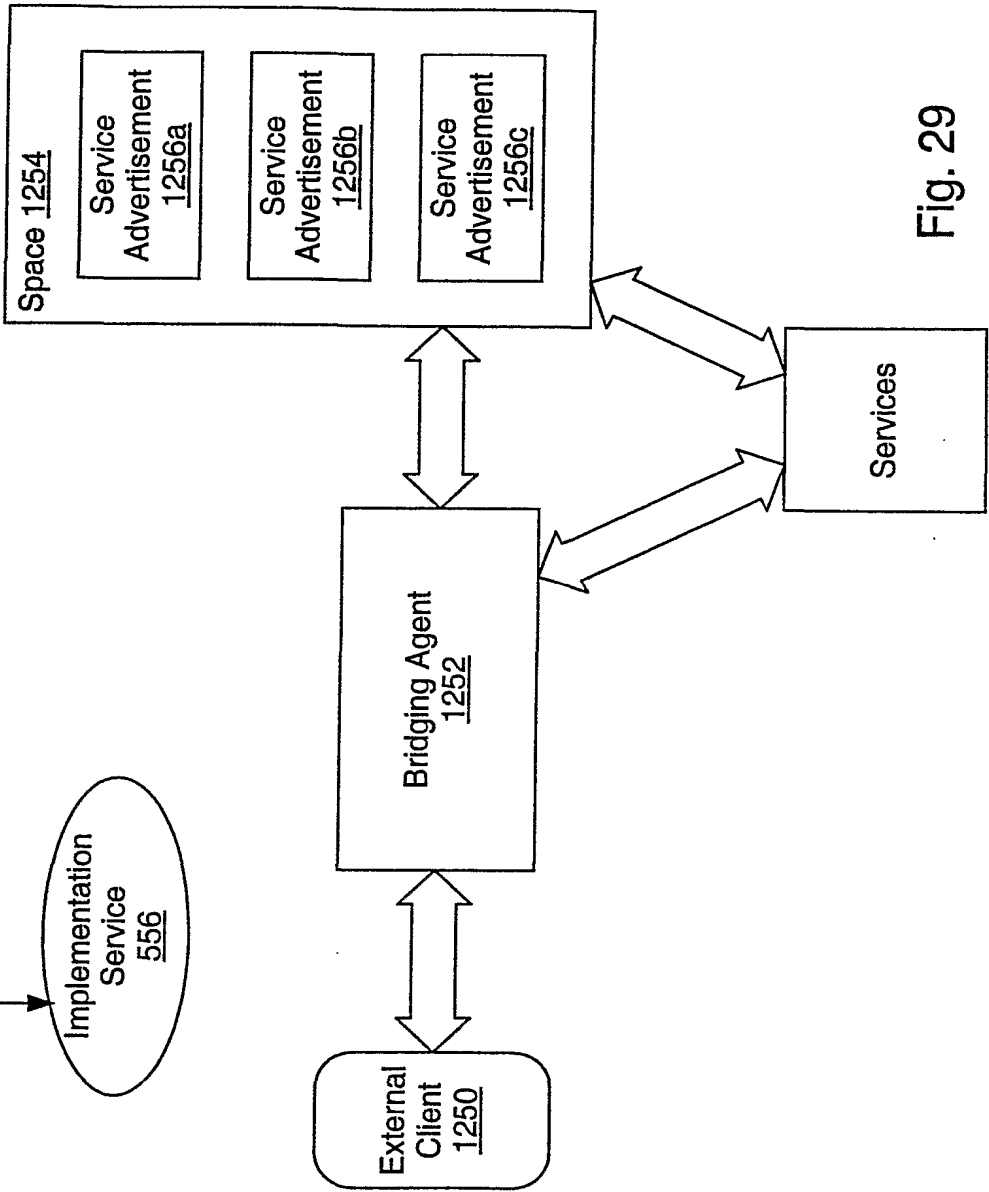 Implementation
Service
556
External
Client
1250
Bridging Agent
1252
Space 1254
Service
Advertisement
1256a
Service
Advertisement
1256b
Service
Advertisement
1256c
Services
Fig. 29